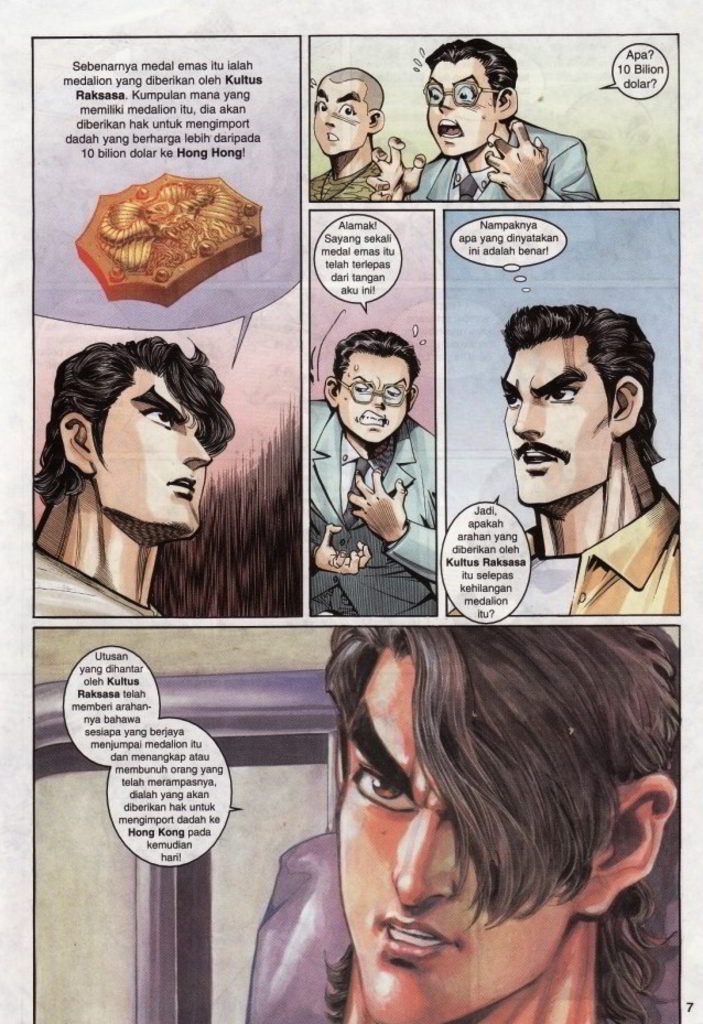 Sebenarnya medal emas itu ialah
medalion yang diberikan oleh Kultus
Raksasa. Kumpulan mana yang
memiliki medalion itu, dia akan
diberikan hak untuk mengimport
dadah yang berharga lebih daripada
10 bilion dolar ke Hong Hong!
Apa?
10 Bilion
dolar?
Alamak!
Sayang sekali
medal emas itu
telah terlepas
dari tangan
aku ini!
Nampaknya
apa yang dinyatakan
ini adalah benar!
Jadi,
apakah
arahan yang
diberikan oleh
Kultus Raksasa
itu selepas
kehilangan
medalion
itu?
Utusan
yang dihantar
oleh Kultus
Raksasa telah
memberi arahan-
nya bahawa
sesiapa yang berjaya
menjumpai medalion itu
dan menangkap atau
membunuh orang yang
telah merampasnya,
dialah yang akan
diberikan hak untuk
mengimport dadah ke
Hong Kong pada
kemudian
hari!
7